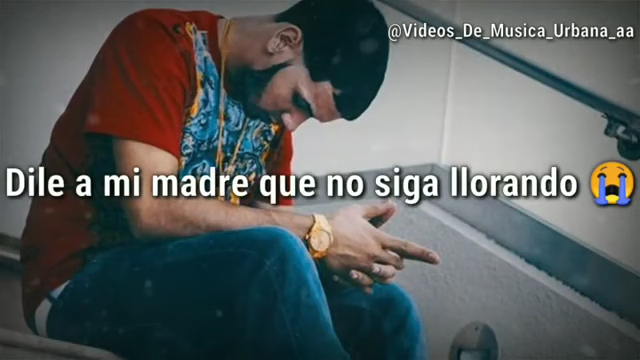 @Videos_De_Musica_Urbana_aa
Dile a mi madre que no siga llorando 😭